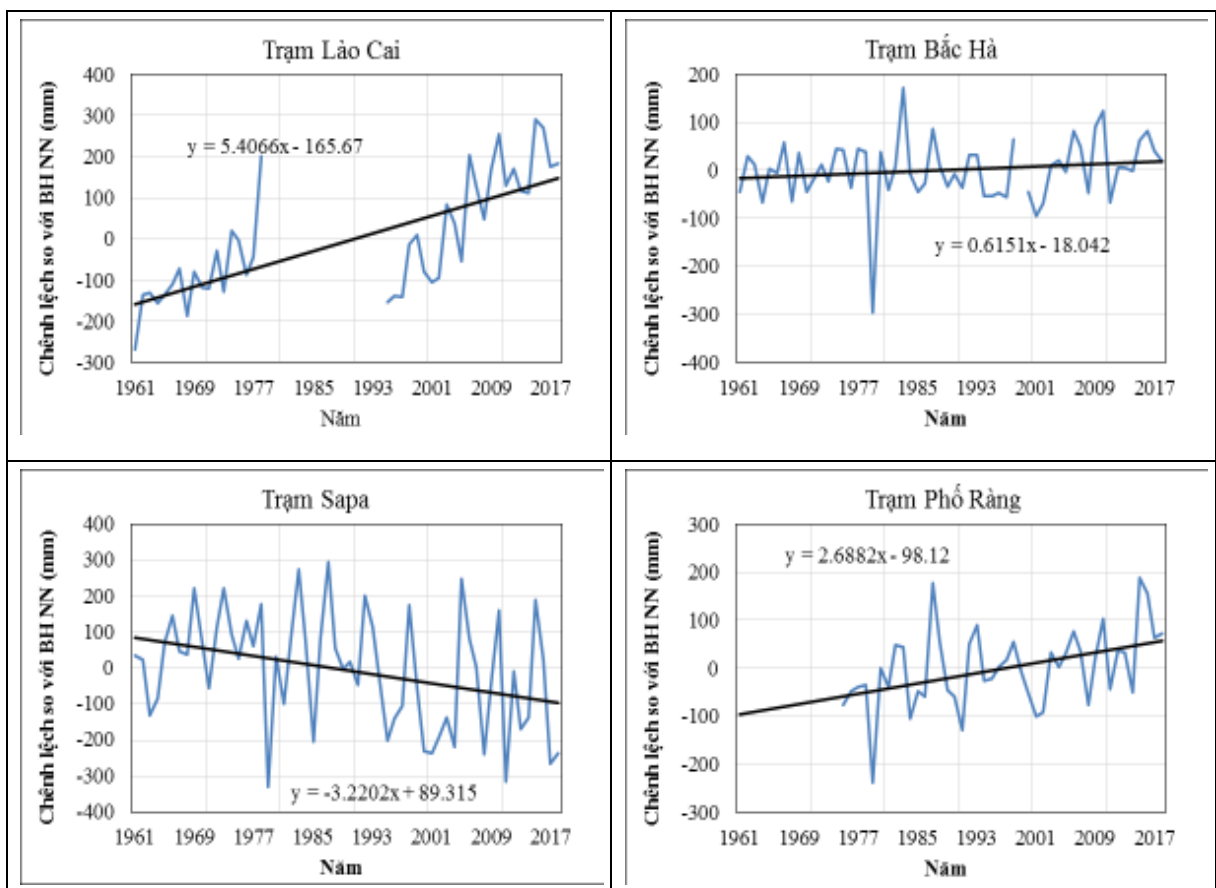 Trạm Lào Cai
Chênh lệch so với BH NN (mm)
400
300
200
100
0
-100
-200
-300
y = 5.4066x - 165.67
1961 1969 1977 1985 1993 2001 2009 2017
Năm
Trạm Bắc Hà
Chênh lệch so với BH NN (mm)
200
100
0
-100
-200
-300
-400
y = 0.6151x - 18.042
1961 1969 1977 1985 1993 2001 2009 2017
Năm
Trạm Sapa
Chênh lệch so với BH NN (mm)
400
300
200
100
0
-100
-200
-300
-400
y = -3.2202x + 89.315
1961 1969 1977 1985 1993 2001 2009 2017
Năm
Trạm Phố Ràng
Chênh lệch so với BH NN (mm)
300
200
100
0
-100
-200
-300
y = 2.6882x - 98.12
1961 1969 1977 1985 1993 2001 2009 2017
Năm